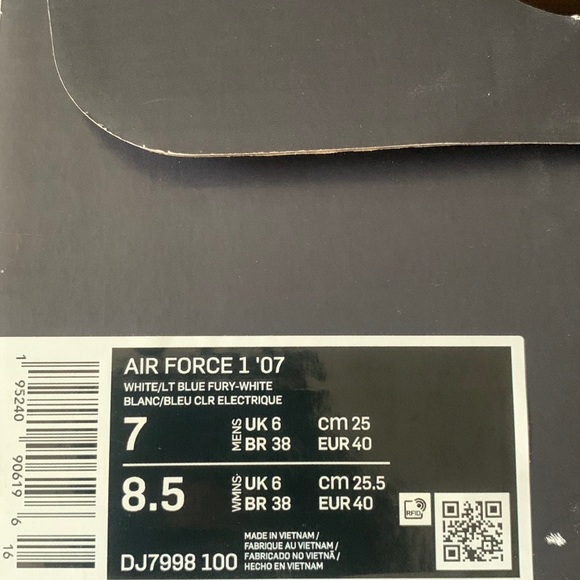 AIR FORCE 1 '07
WHITE/LT BLUE FURY-WHITE
BLANC/BLEU CLR ELECTRIQUE
7 MENS UK 6 cm 25
BR 38 EUR 40
8.5 WMNS UK 6 cm 25.5
BR 38 EUR 40
DJ7998 100
MADE IN VIETNAM /
FABRIQUE AU VIETNAM /
FABRICADO NO VIETNÃ /
HECHO EN VIETNAM
RFID
1 95240 90619 6
16